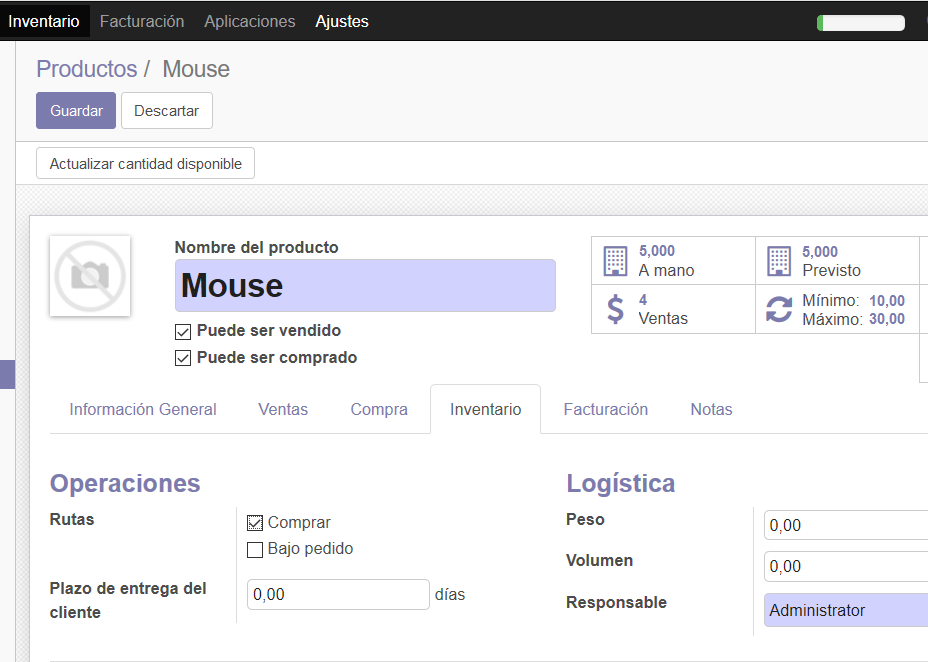 Inventario Facturación Aplicaciones Ajustes
Productos / Mouse
Guardar Descartar
Actualizar cantidad disponible
Nombre del producto
Mouse
Puede ser vendido
Puede ser comprado
5,000
A mano
5,000
Previsto
4
Ventas
Mínimo: 10,00
Máximo: 30,00
Información General Ventas Compra Inventario Facturación Notas
Operaciones
Rutas
Comprar
Bajo pedido
Plazo de entrega del
cliente
0,00 días
Logística
Peso 0,00
Volumen 0,00
Responsable Administrator